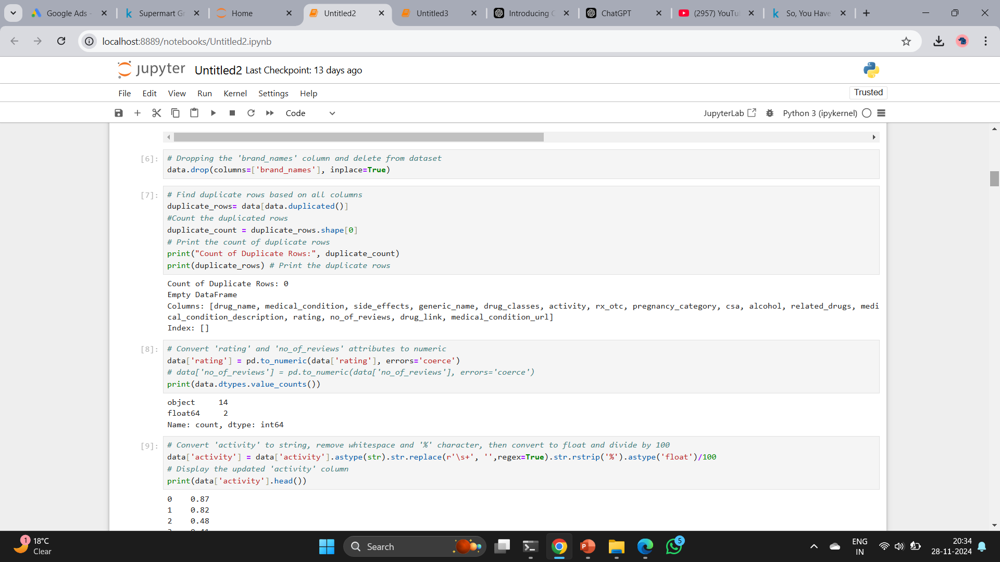 Google Ads -
Supermart Gr
Home
Untitled2
Untitled3
Introducing C
ChatGPT
(2957) YouTu
So, You Have
localhost:8889/notebooks/Untitled2.ipynb
jupyter Untitled2 Last Checkpoint: 13 days ago
File Edit View Run Kernel Settings Help
Trusted
Code
JupyterLab
Python 3 (ipykernel)
[6]:
# Dropping the 'brand_names' column and delete from dataset
data.drop(columns=['brand_names'], inplace=True)
[7]:
# Find duplicate rows based on all columns
duplicate_rows= data[data.duplicated()]
#Count the duplicated rows
duplicate_count = duplicate_rows.shape[0]
# Print the count of duplicate rows
print("Count of Duplicate Rows:", duplicate_count)
print(duplicate_rows) # Print the duplicate rows
Count of Duplicate Rows: 0
Empty DataFrame
Columns: [drug_name, medical_condition, side_effects, generic_name, drug_classes, activity, rx_otc, pregnancy_category, csa, alcohol, related_drugs, medi
cal_condition_description, rating, no_of_reviews, drug_link, medical_condition_url]
Index: []
[8]:
# Convert 'rating' and 'no_of_reviews' attributes to numeric
data['rating'] = pd.to_numeric(data['rating'], errors='coerce')
# data['no_of_reviews'] = pd.to_numeric(data['no_of_reviews'], errors='coerce')
print(data.dtypes.value_counts())
object     14
float64     2
Name: count, dtype: int64
[9]:
# Convert 'activity' to string, remove whitespace and '%' character, then convert to float and divide by 100
data['activity'] = data['activity'].astype(str).str.replace(r'\s+', '',regex=True).str.rstrip('%').astype('float')/100
# Display the updated 'activity' column
print(data['activity'].head())
0    0.87
1    0.82
2    0.48
1
18°C
Clear
Search
5
ENG
IN
20:34
28-11-2024